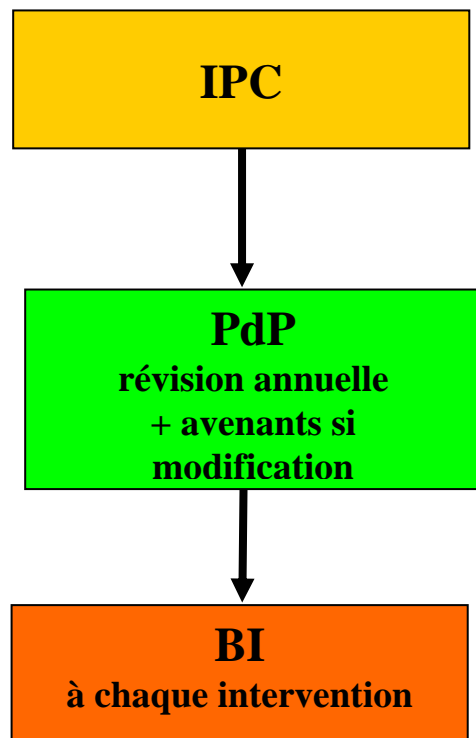 IPC
PdP
révision annuelle
+ avenants si
modification
BI
à chaque intervention